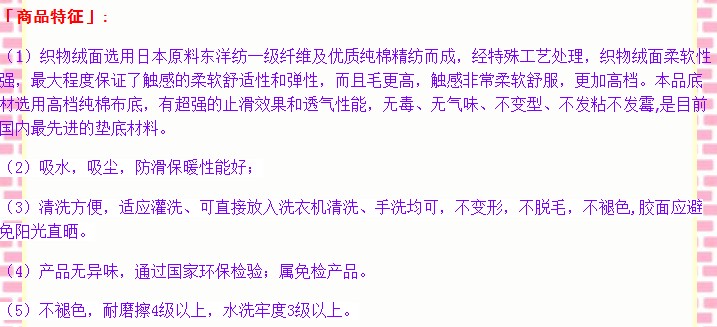 「商品特征」:
（1）织物绒面选用日本原料东洋纺一级纤维及优质纯棉精纺而成，经特殊工艺处理，织物绒面柔软性
强，最大程度保证了触感的柔软舒适性和弹性，而且毛更高，触感非常柔软舒服，更加高档。本品底
材选用高档纯棉布底，有超强的止滑效果和透气性能，无毒、无气味、不变型、不发粘不发霉,是目前
国内最先进的垫底材料。
（2）吸水，吸尘，防滑保暖性能好；
（3）清洗方便，适应灌洗、可直接放入洗衣机清洗、手洗均可，不变形，不脱毛，不褪色,胶面应避
免阳光直晒。
（4）产品无异味，通过国家环保检验；属免检产品。
（5）不褪色，耐磨擦4级以上，水洗牢度3级以上。